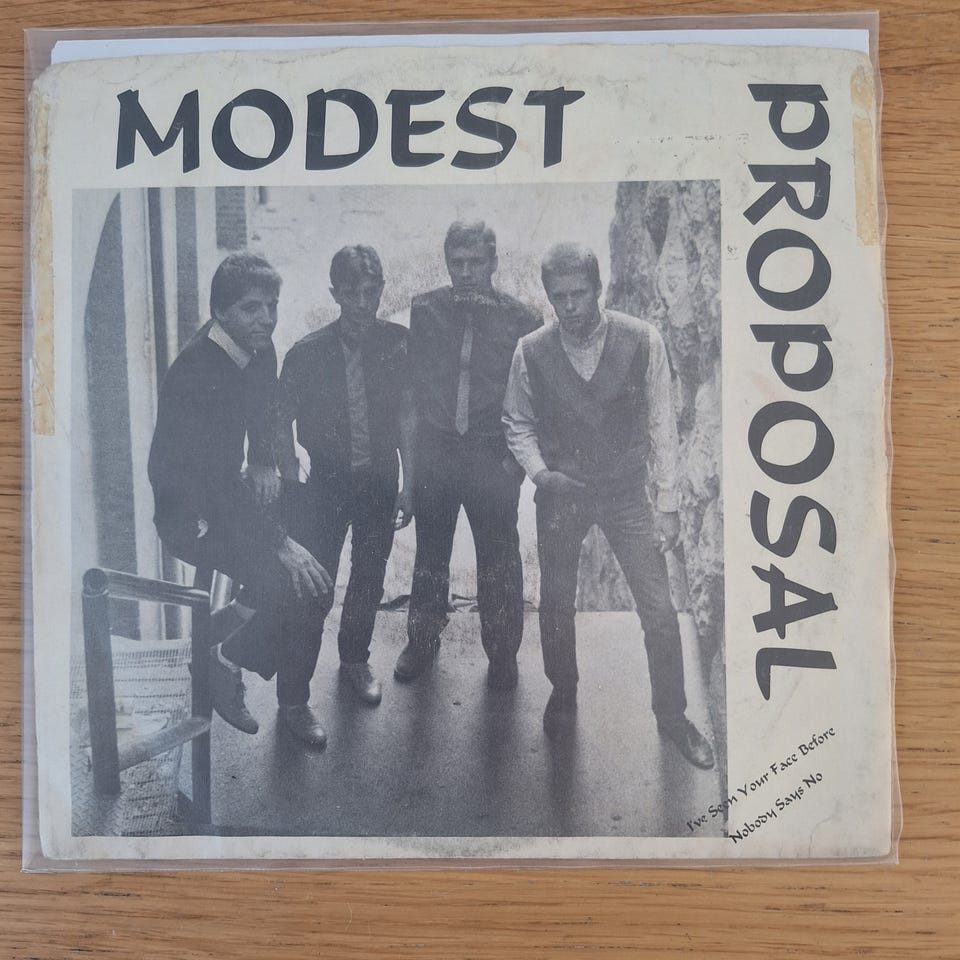 MODEST
PROPOSAL
I've Seen Your Face Before
Nobody Says No